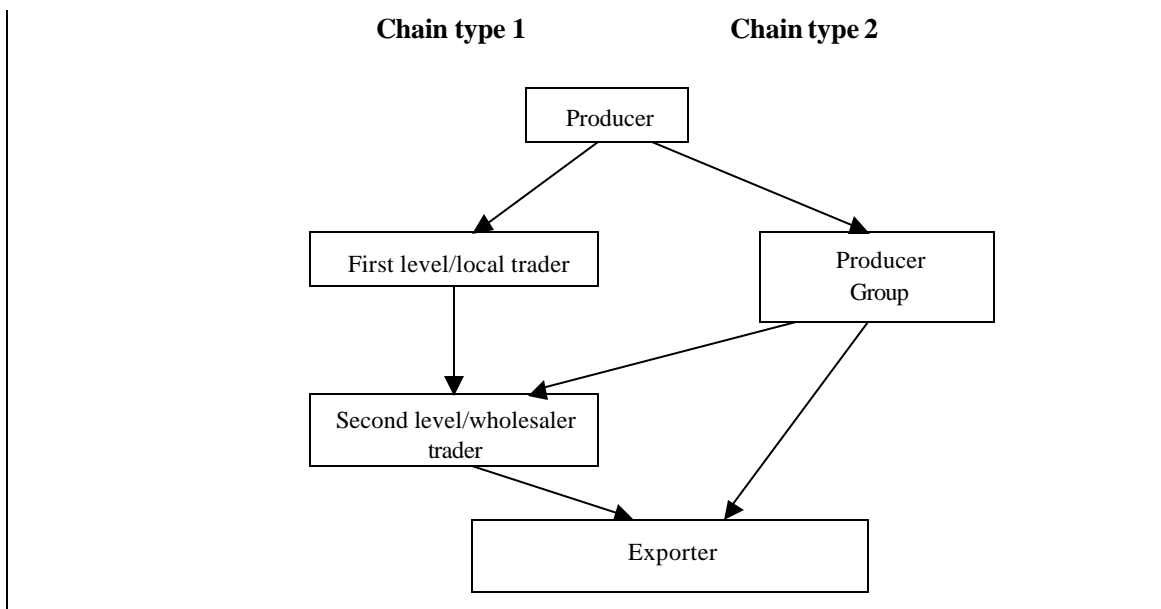 Chain type 1
Chain type 2
Producer
First level/local trader
Producer
Group
Second level/wholesaler
trader
Exporter